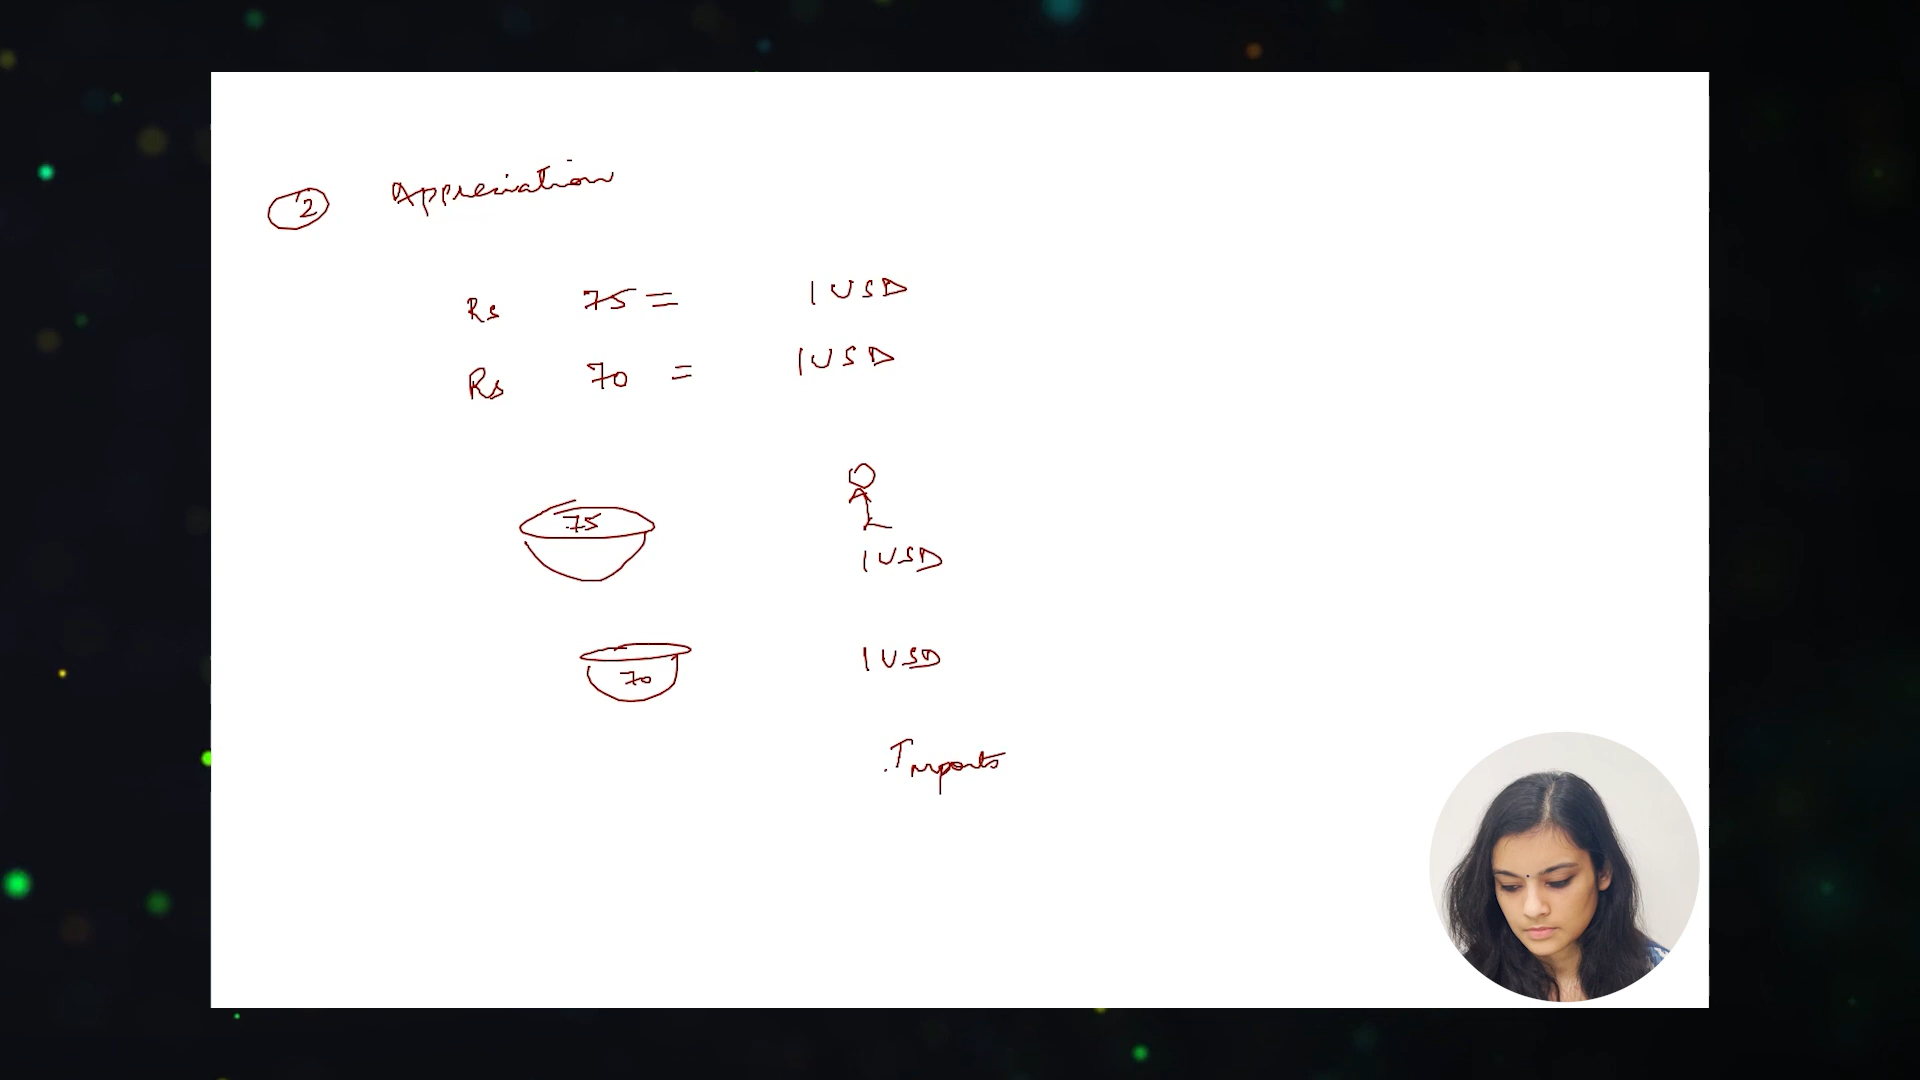 2 Appreciation
Rs 75 = 1 USD
Rs 70 = 1 USD
75
1 USD
70 1 USD
Imports